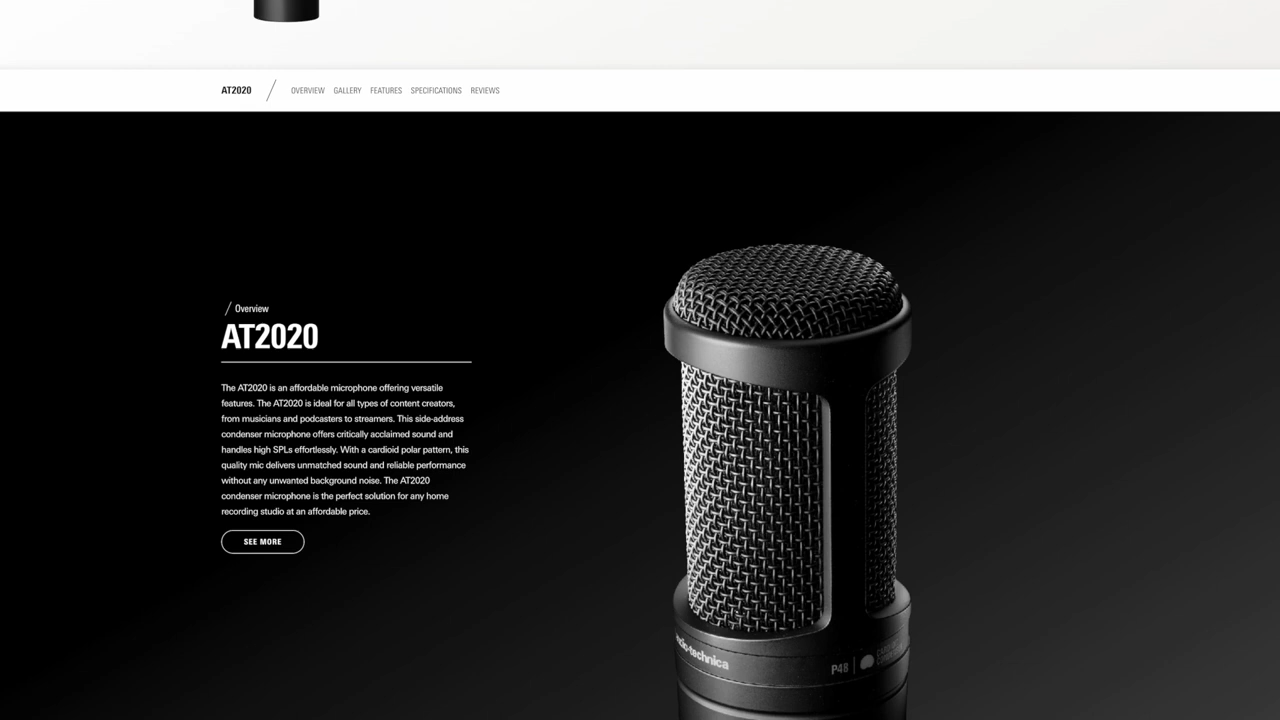 AT2020
OVERVIEW GALLERY FEATURES SPECIFICATIONS REVIEWS
Overview
AT2020
The AT2020 is an affordable microphone offering versatile
features. The AT2020 is ideal for all types of content creators,
from musicians and podcasters to streamers. This side-address
condenser microphone offers critically acclaimed sound and
handles high SPLs effortlessly. With a cardioid polar pattern, this
quality mic delivers unmatched sound and reliable performance
without any unwanted background noise. The AT2020
condenser microphone is the perfect solution for any home
recording studio at an affordable price.
SEE MORE
audio-technica
P48